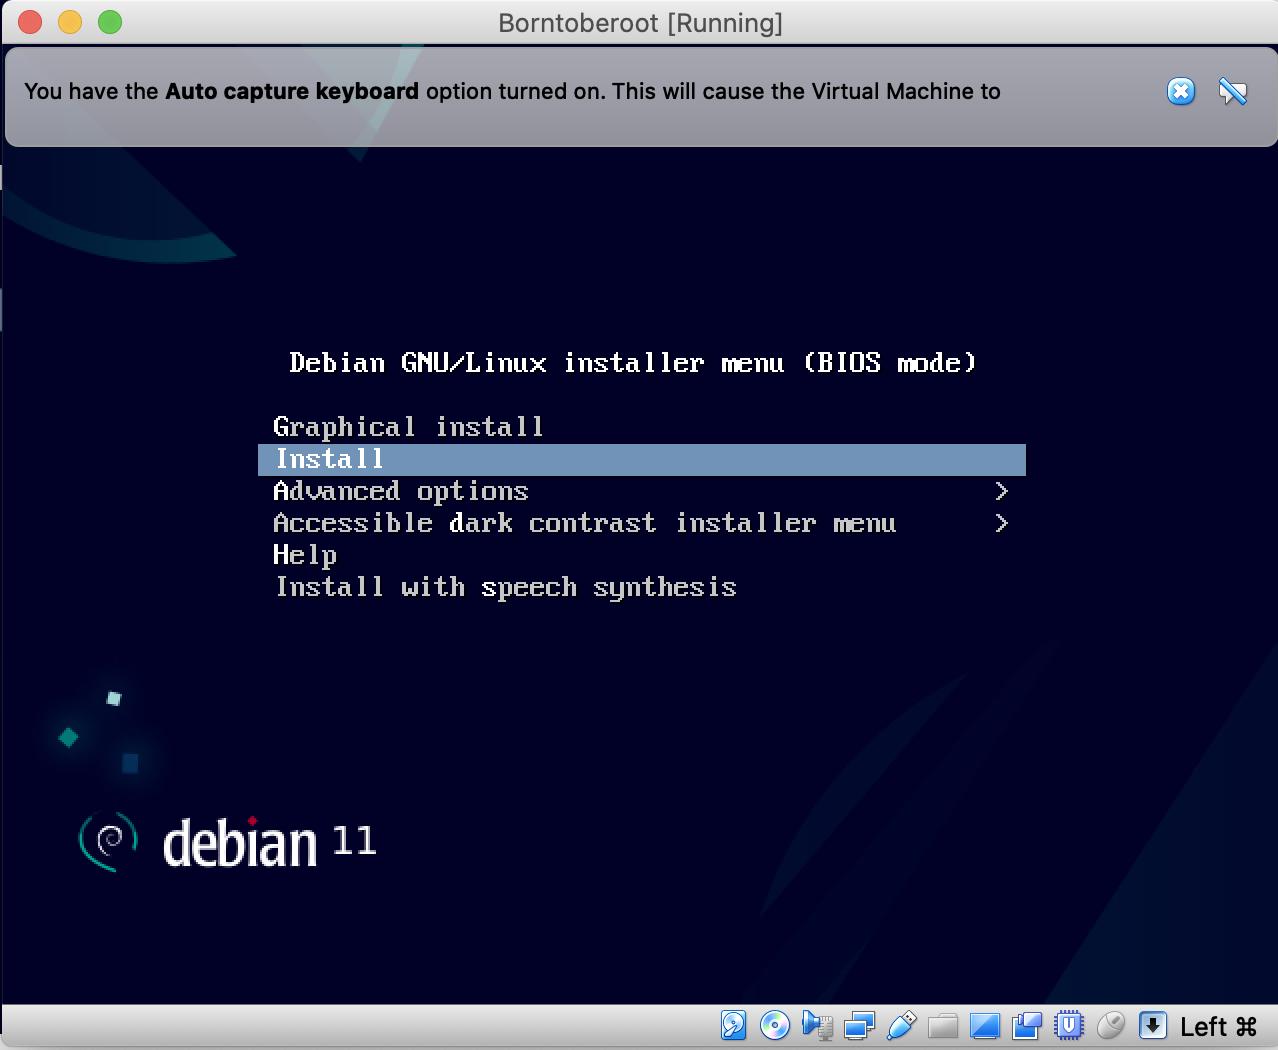 Borntoberoot [Running]
You have the Auto capture keyboard option turned on. This will cause the Virtual Machine to
Debian GNU/Linux installer menu (BIOS mode)
Graphical install
Install
Advanced options >
Accessible dark contrast installer menu >
Help
Install with speech synthesis
debian 11
Left ⌘